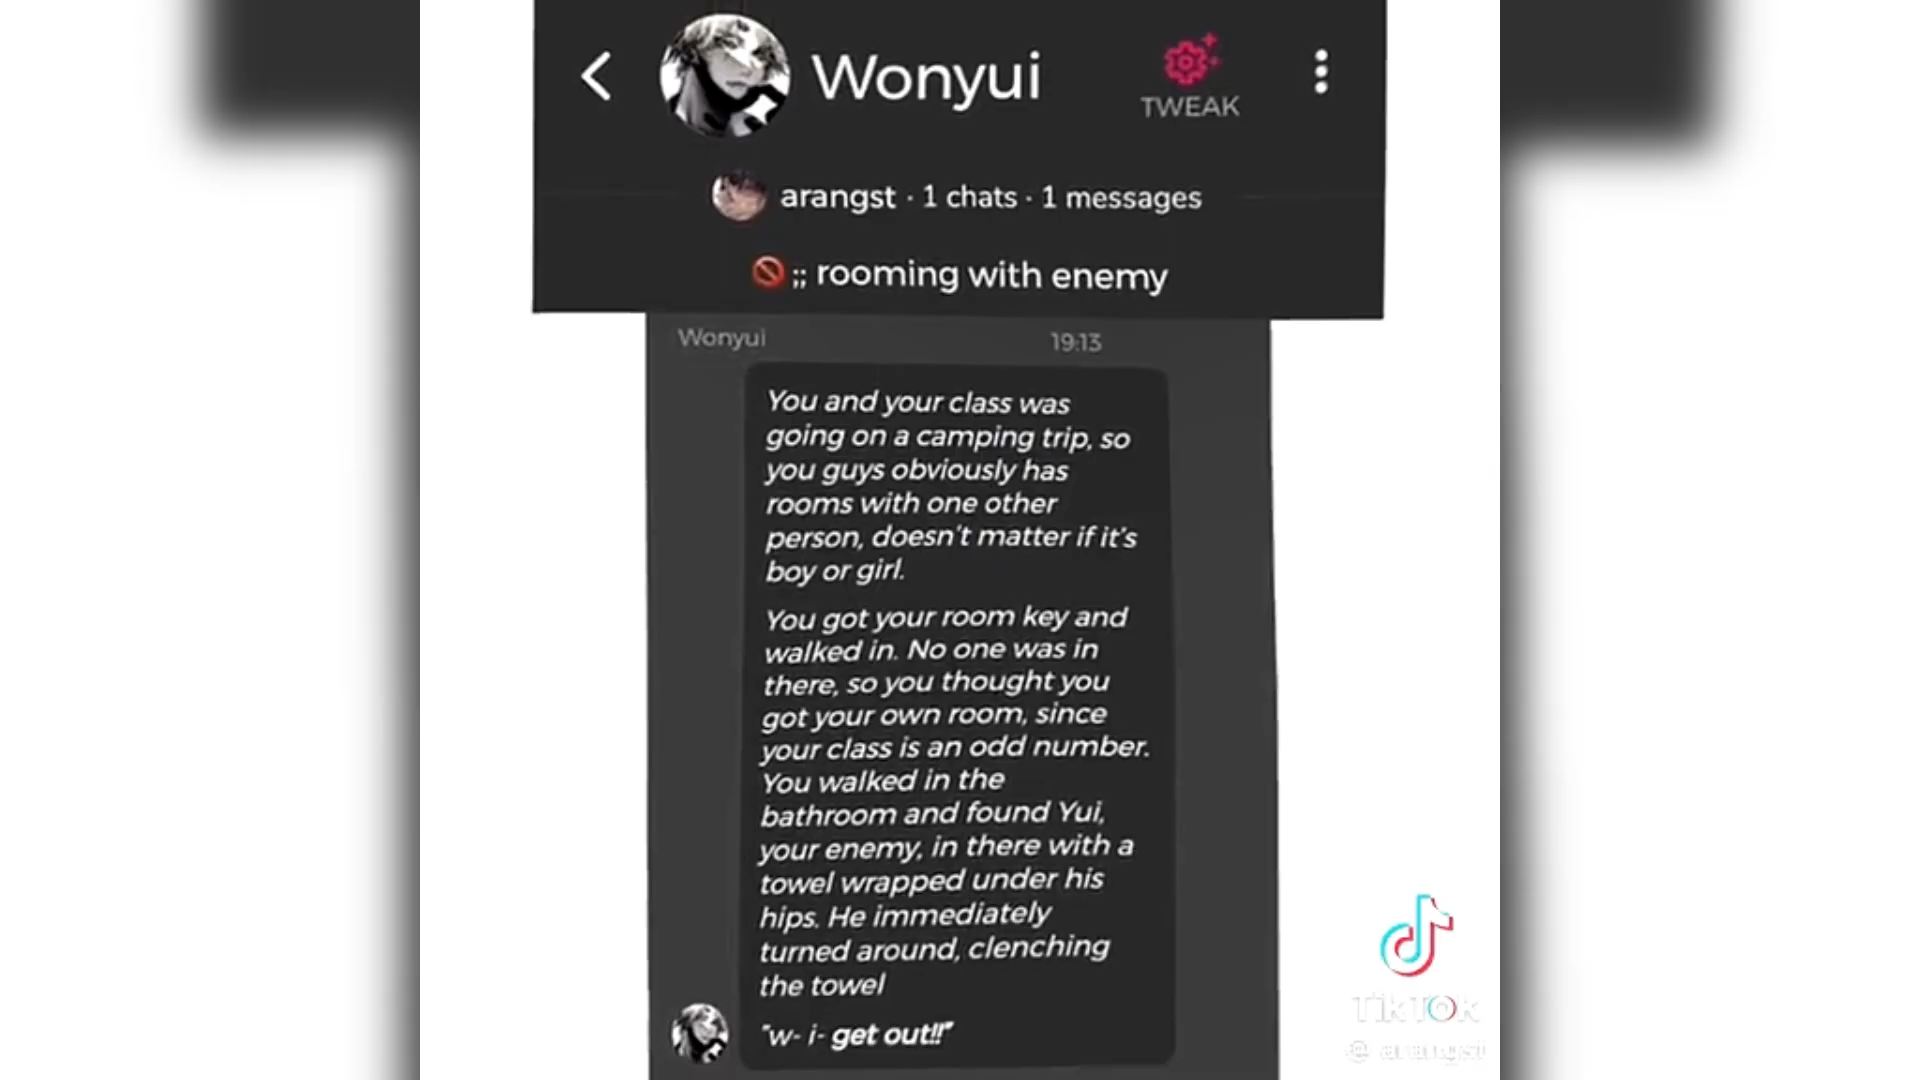 Wonyui
TWEAK
arangst · 1 chats · 1 messages
🚫 ;; rooming with enemy
Wonyui 19:13
You and your class was
going on a camping trip, so
you guys obviously has
rooms with one other
person, doesn't matter if it's
boy or girl.
You got your room key and
walked in. No one was in
there, so you thought you
got your own room, since
your class is an odd number.
You walked in the
bathroom and found Yui,
your enemy, in there with a
towel wrapped under his
hips. He immediately
turned around, clenching
the towel
"w- i- get out!!"
TikTok
@ arangst